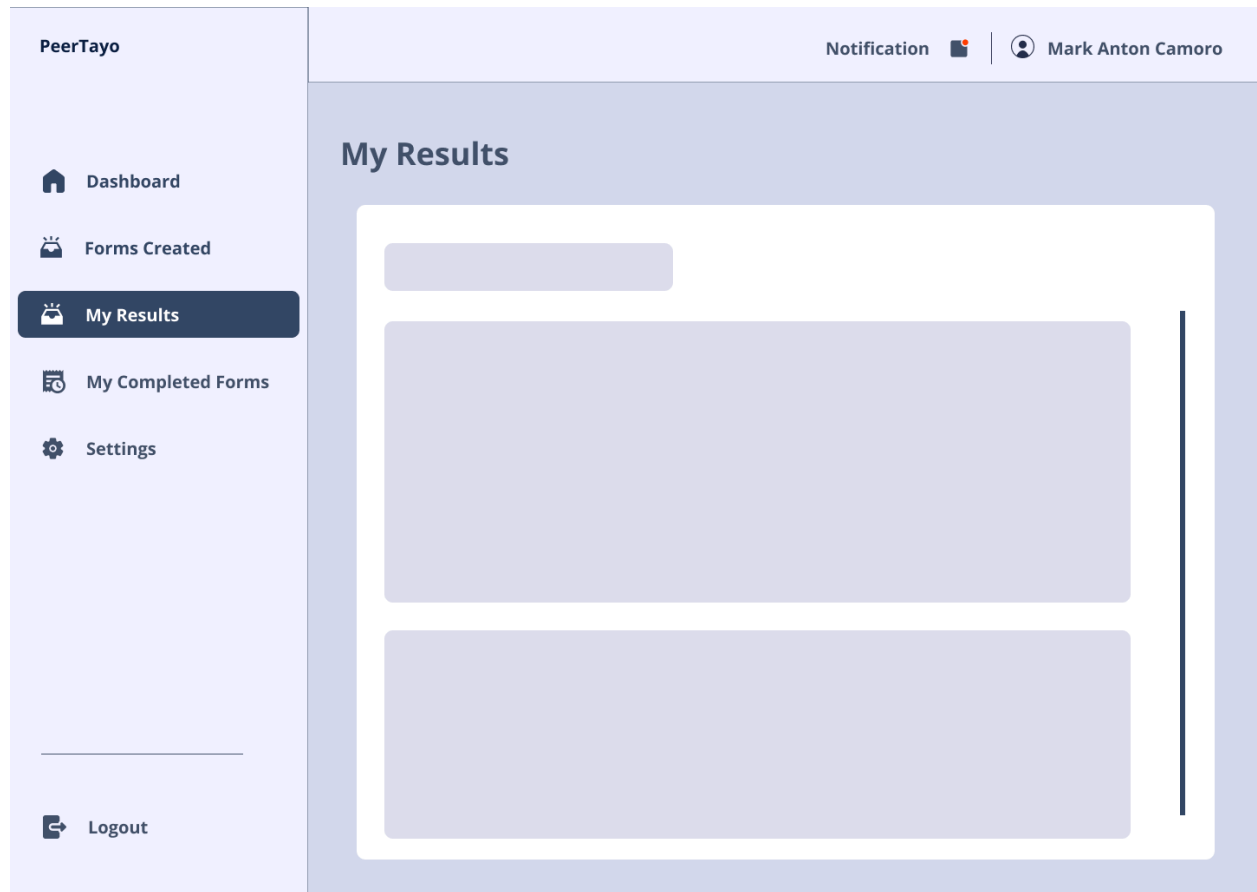 PeerTayo
Notification
Mark Anton Camoro
Dashboard
Forms Created
My Results
My Completed Forms
Settings
Logout
My Results